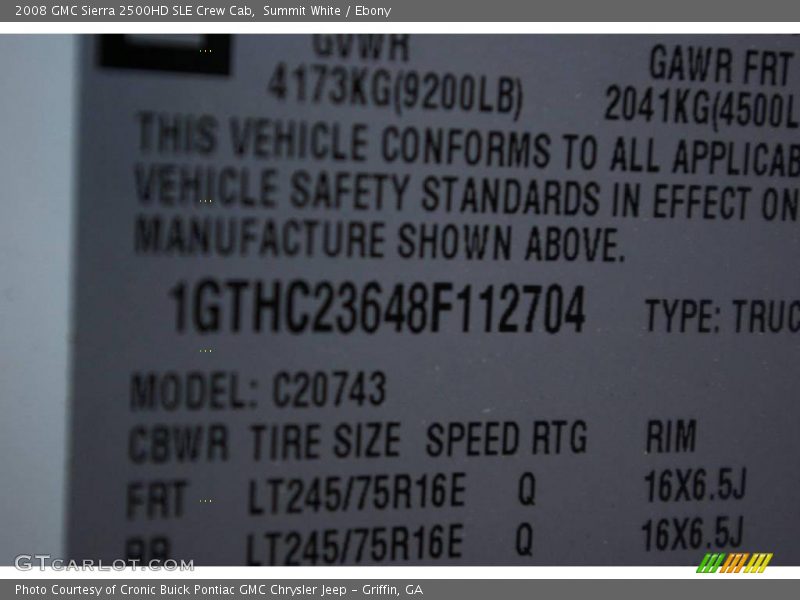 2008 GMC Sierra 2500HD SLE Crew Cab,  Summit White / Ebony
GVWR
GAWR FRT
4173KG(9200LB)
2041KG(4500L
THIS VEHICLE CONFORMS TO ALL APPLICAB
VEHICLE SAFETY STANDARDS IN EFFECT ON
MANUFACTURE SHOWN ABOVE.
1GTHC23648F112704
TYPE: TRUC
MODEL: C20743
CBWR TIRE SIZE SPEED RTG RIM
FRT LT245/75R16E Q 16X6.5J
RR LT245/75R16E Q 16X6.5J
GTcarlot.com
Photo Courtesy of Cronic Buick Pontiac GMC Chrysler Jeep - Griffin, GA